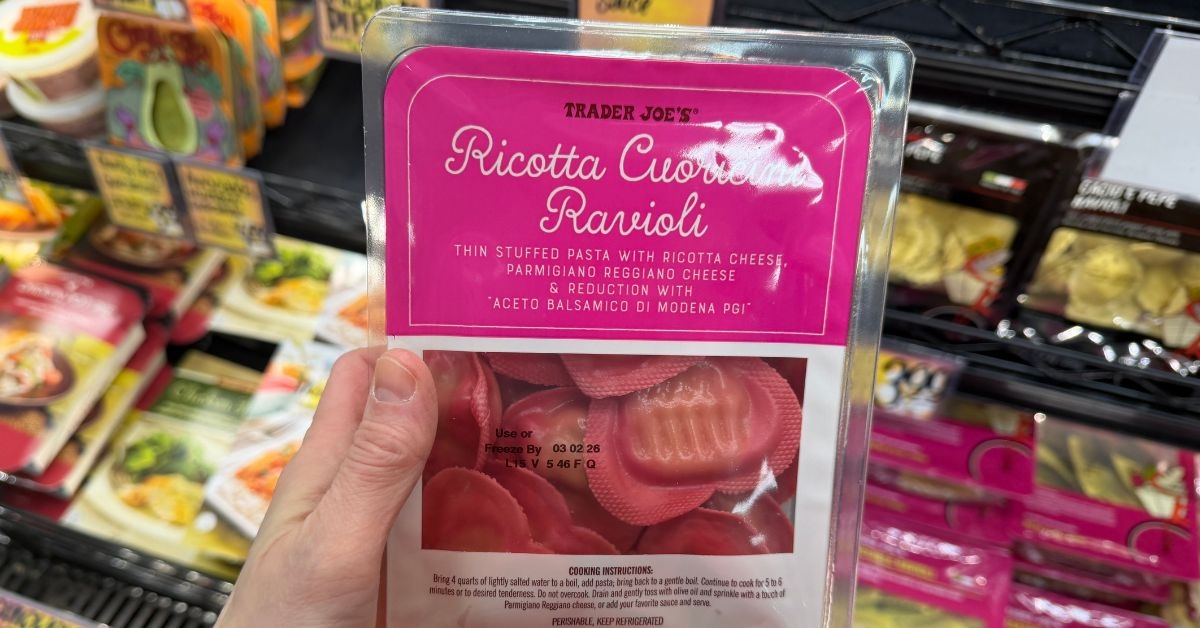 TRADER JOE'S®
Ricotta Cuoricini
Ravioli
THIN STUFFED PASTA WITH RICOTTA CHEESE,
PARMIGIANO REGGIANO CHEESE
& REDUCTION WITH
"ACETO BALSAMICO DI MODENA PGI"
Use or
Freeze By 03 02 26
L15 V 5 46 F Q
COOKING INSTRUCTIONS:
Bring 4 quarts of lightly salted water to a boil, add pasta; bring back to a gentle boil. Continue to cook for 5 to 6
minutes or to desired tenderness. Do not overcook. Drain and gently toss with olive oil and sprinkle with a touch of
Parmigiano Reggiano cheese, or add your favorite sauce and serve.
PERISHABLE, KEEP REFRIGERATED
RAVIOLI
3.99